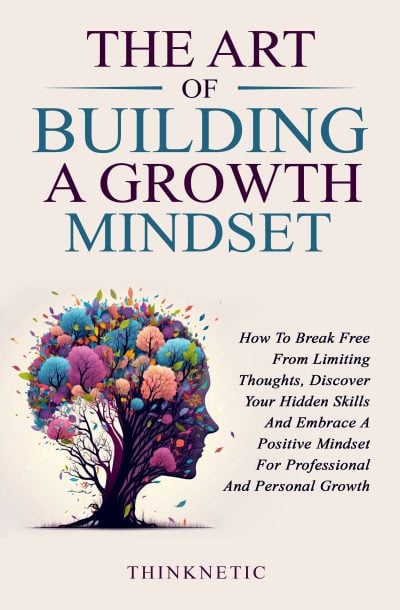 THE ART
OF
BUILDING
A GROWTH
MINDSET
How To Break Free
From Limiting
Thoughts, Discover
Your Hidden Skills
And Embrace A
Positive Mindset
For Professional
And Personal Growth
THINKNETIC